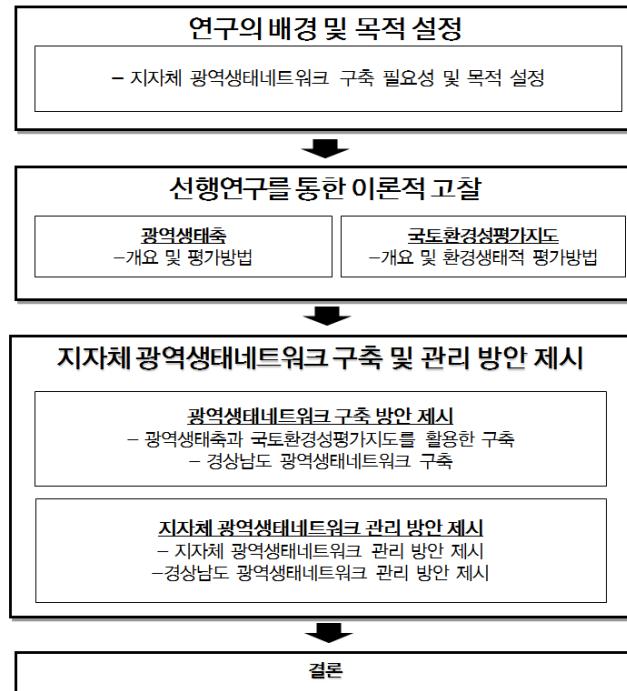 연구의 배경 및 목적 설정
– 지자체 광역생태네트워크 구축 필요성 및 목적 설정
선행연구를 통한 이론적 고찰
광역생태축
–개요 및 평가방법
국토환경성평가지도
–개요 및 환경생태적 평가방법
지자체 광역생태네트워크 구축 및 관리 방안 제시
광역생태네트워크 구축 방안 제시
– 광역생태축과 국토환경성평가지도를 활용한 구축
– 경상남도 광역생태네트워크 구축
지자체 광역생태네트워크 관리 방안 제시
– 지자체 광역생태네트워크 관리 방안 제시
–경상남도 광역생태네트워크 관리 방안 제시
결론